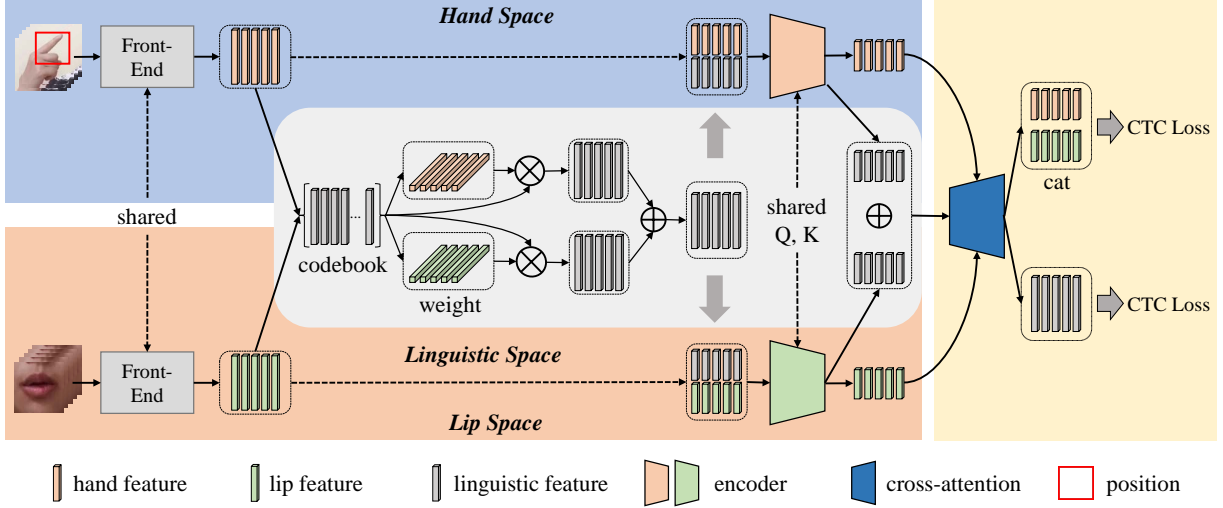 Hand Space
Front-
End
shared
codebook
weight
shared
Q, K
cat
CTC Loss
CTC Loss
Front-
End
Linguistic Space
Lip Space
hand feature
lip feature
linguistic feature
encoder
cross-attention
position